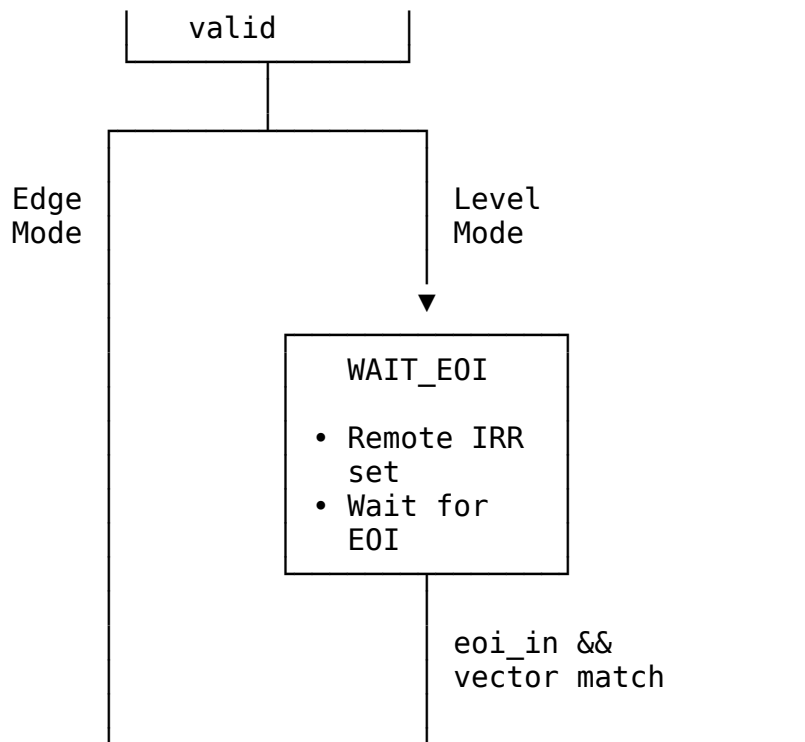 valid
Edge
Mode
Level
Mode
WAIT_EOI
• Remote IRR
set
• Wait for
EOI
eoi_in &&
vector match